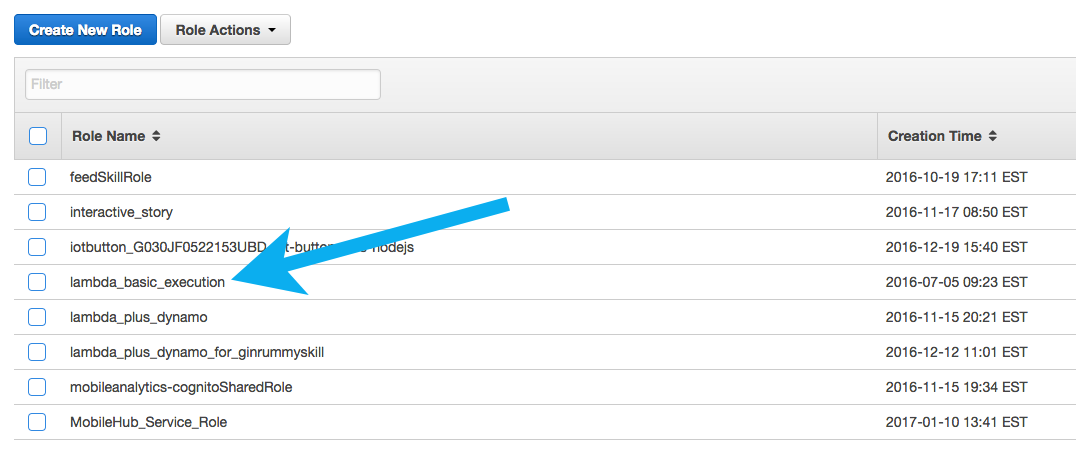 Create New Role Role Actions
Filter
Role Name Creation Time
feedSkillRole 2016-10-19 17:11 EST
interactive_story 2016-11-17 08:50 EST
iotbutton_G030JF0522153UBD nodejs 2016-12-19 15:40 EST
lambda_basic_execution 2016-07-05 09:23 EST
lambda_plus_dynamo 2016-11-15 20:21 EST
lambda_plus_dynamo_for_ginrummyskill 2016-12-12 11:01 EST
mobileanalytics-cognitoSharedRole 2016-11-15 19:34 EST
MobileHub_Service_Role 2017-01-10 13:41 EST